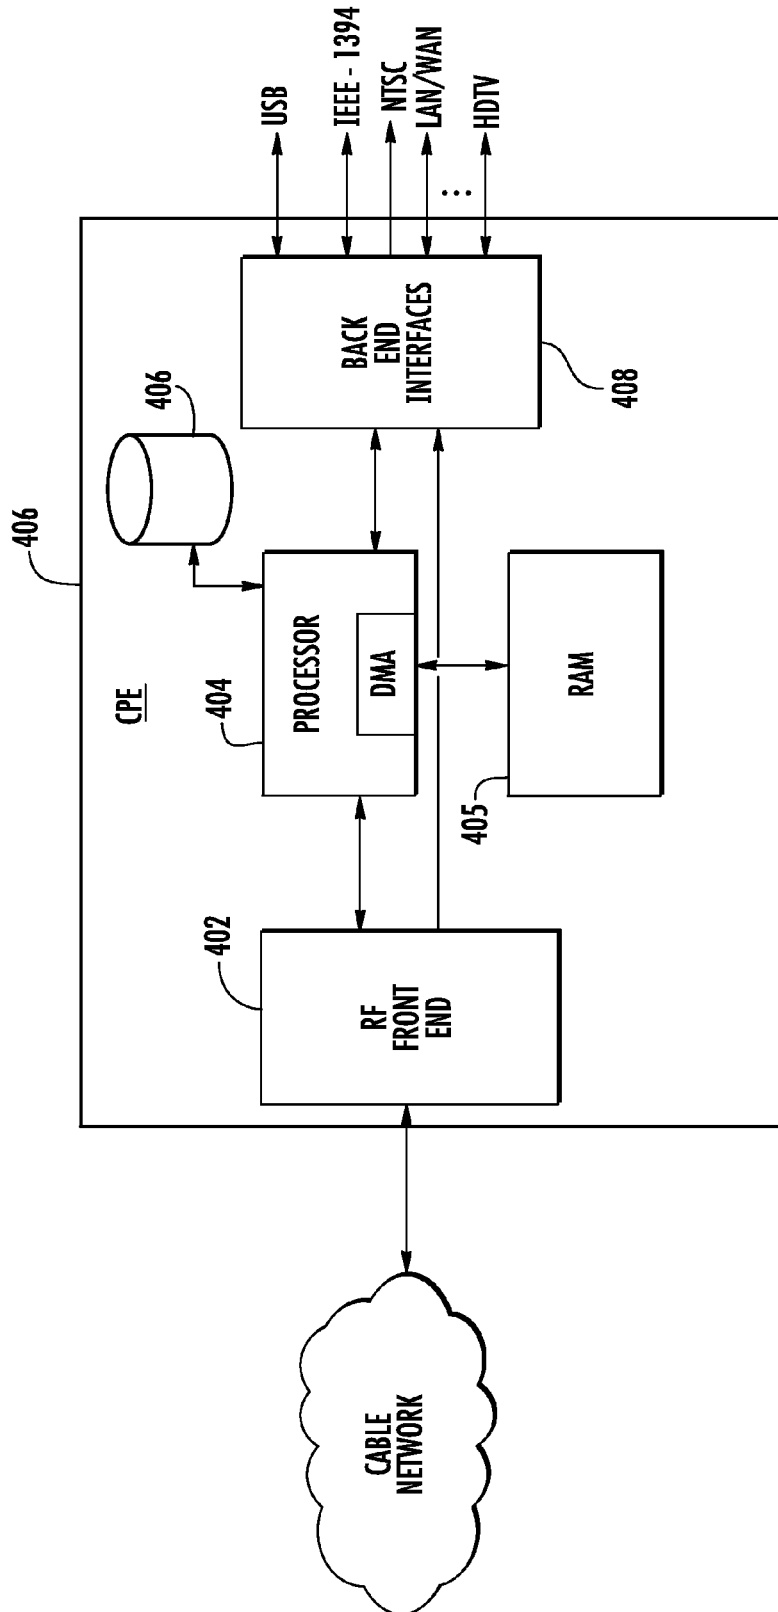 406
CPE
406
404
PROCESSOR
DMA
402
RF
FRONT
END
BACK
END
INTERFACES
408
405
RAM
CABLE
NETWORK
USB
IEEE - 1394
NTSC
LAN/WAN
...
HDTV